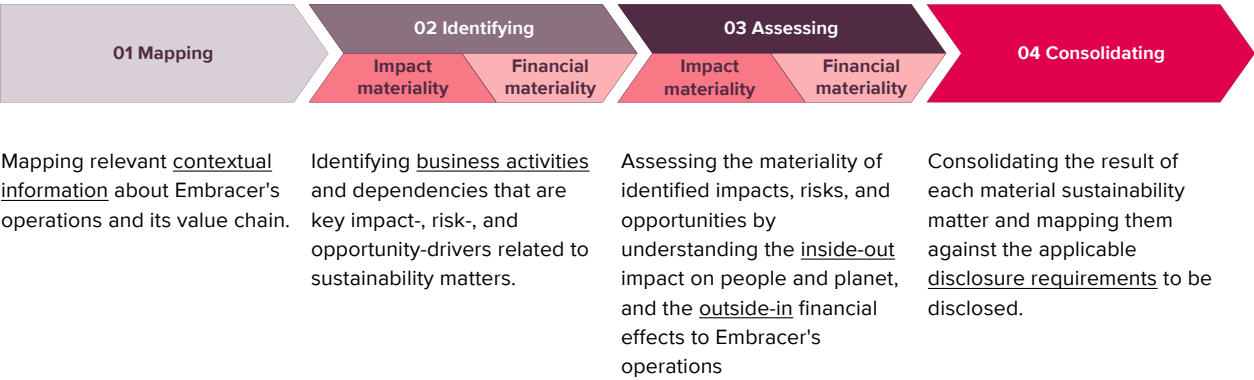 01 Mapping
02 Identifying
Impact
materiality
Financial
materiality
03 Assessing
Impact
materiality
Financial
materiality
04 Consolidating
Mapping relevant contextual
information about Embracer's
operations and its value chain.
Identifying business activities
and dependencies that are
key impact-, risk-, and
opportunity-drivers related to
sustainability matters.
Assessing the materiality of
identified impacts, risks, and
opportunities by
understanding the inside-out
impact on people and planet,
and the outside-in financial
effects to Embracer's
operations
Consolidating the result of
each material sustainability
matter and mapping them
against the applicable
disclosure requirements to be
disclosed.